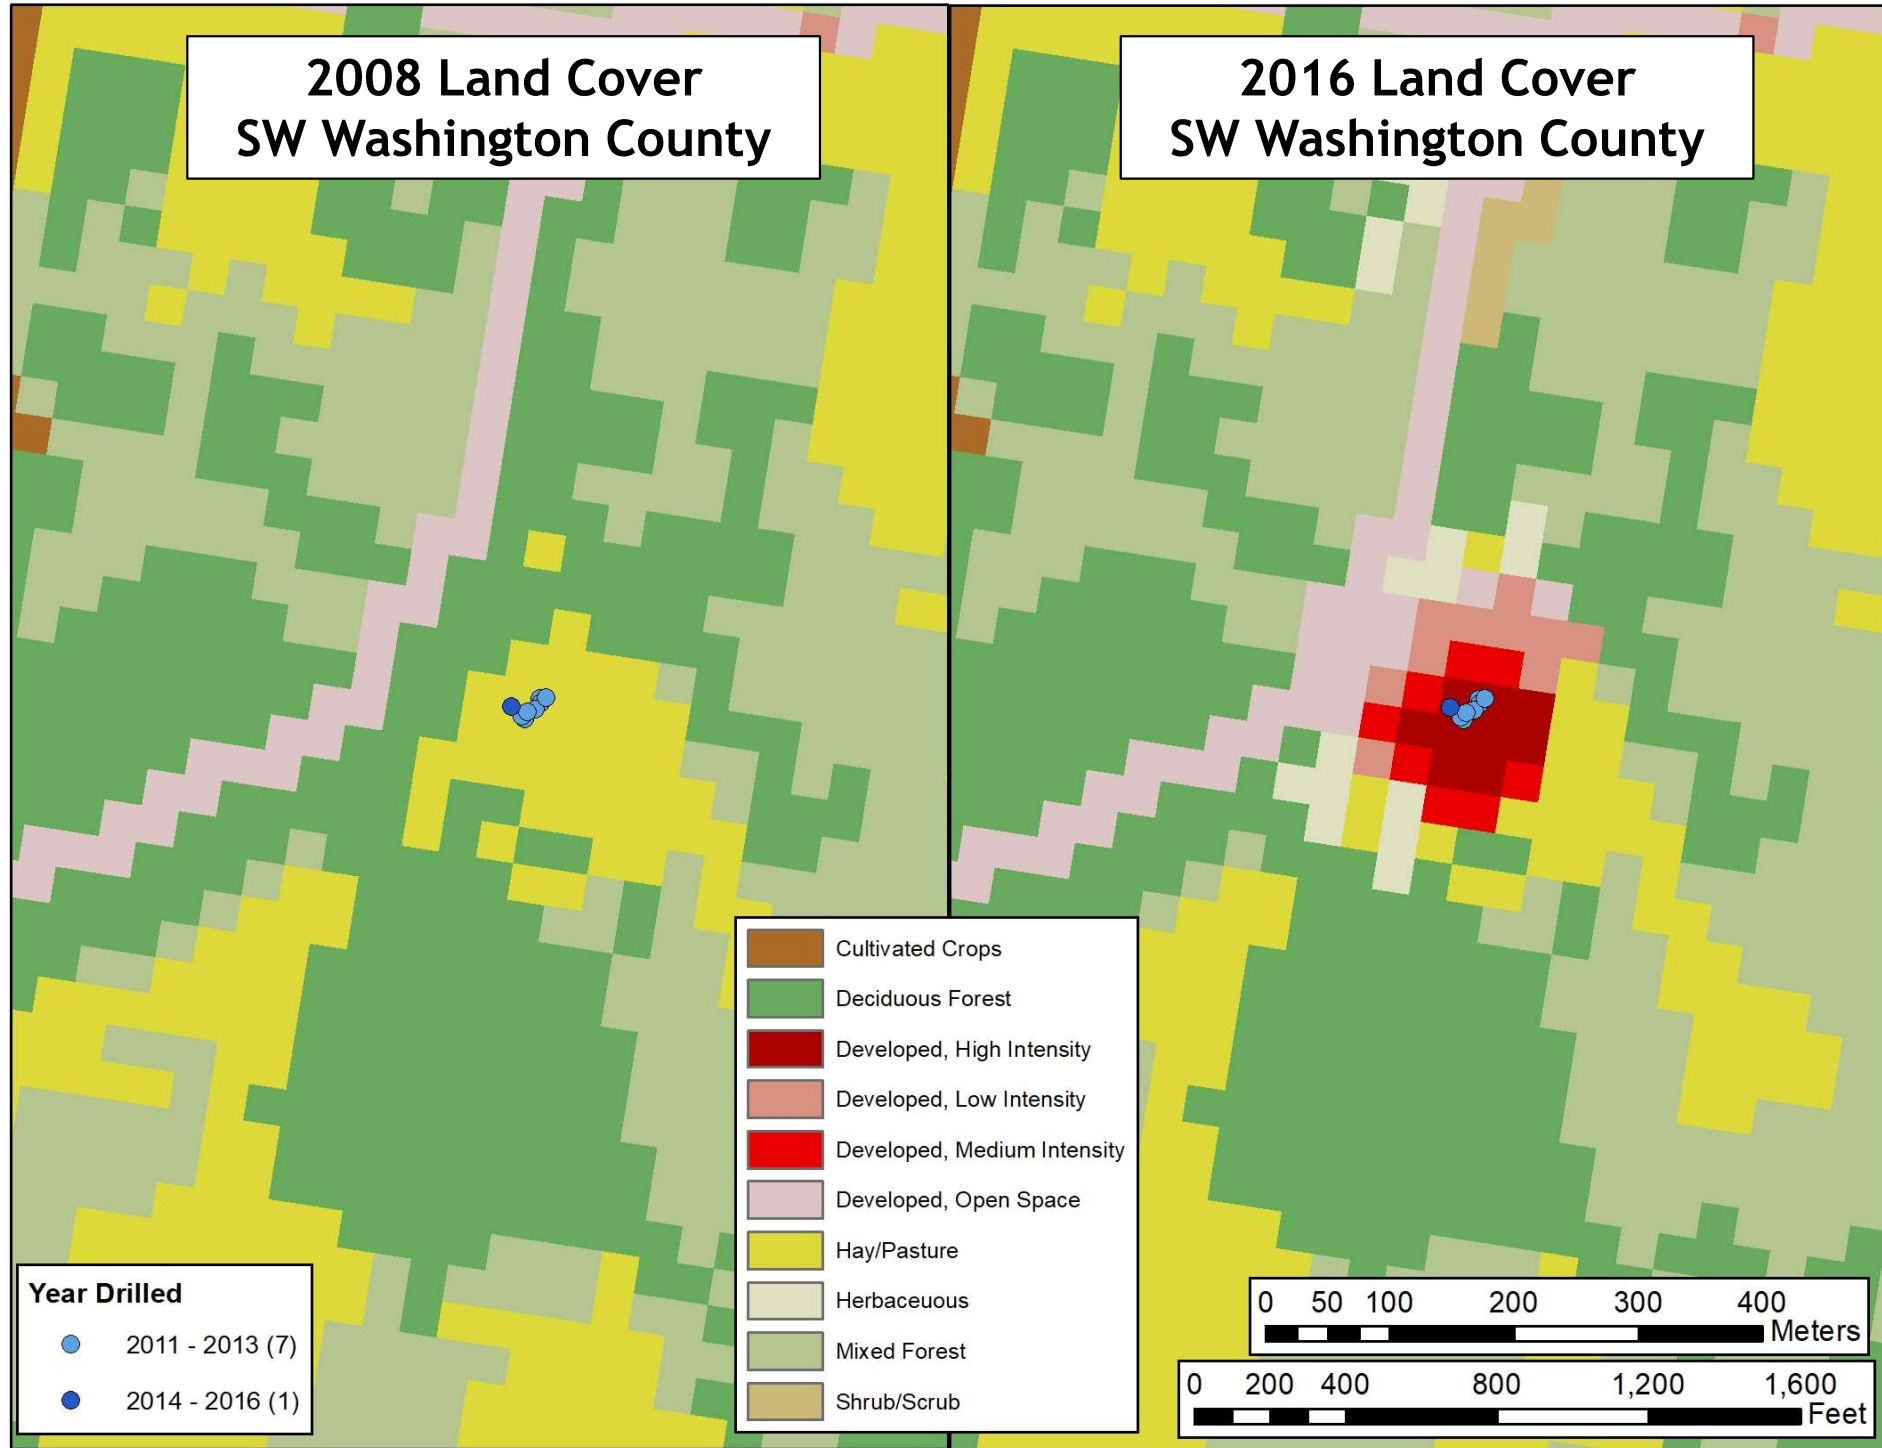 2008 Land Cover
SW Washington County
2016 Land Cover
SW Washington County
Cultivated Crops
Deciduous Forest
Developed, High Intensity
Developed, Low Intensity
Developed, Medium Intensity
Developed, Open Space
Hay/Pasture
Herbaceuous
Mixed Forest
Shrub/Scrub
Year Drilled
2011 - 2013 (7)
2014 - 2016 (1)
0 50 100 200 300 400
Meters
0 200 400 800 1,200 1,600
Feet